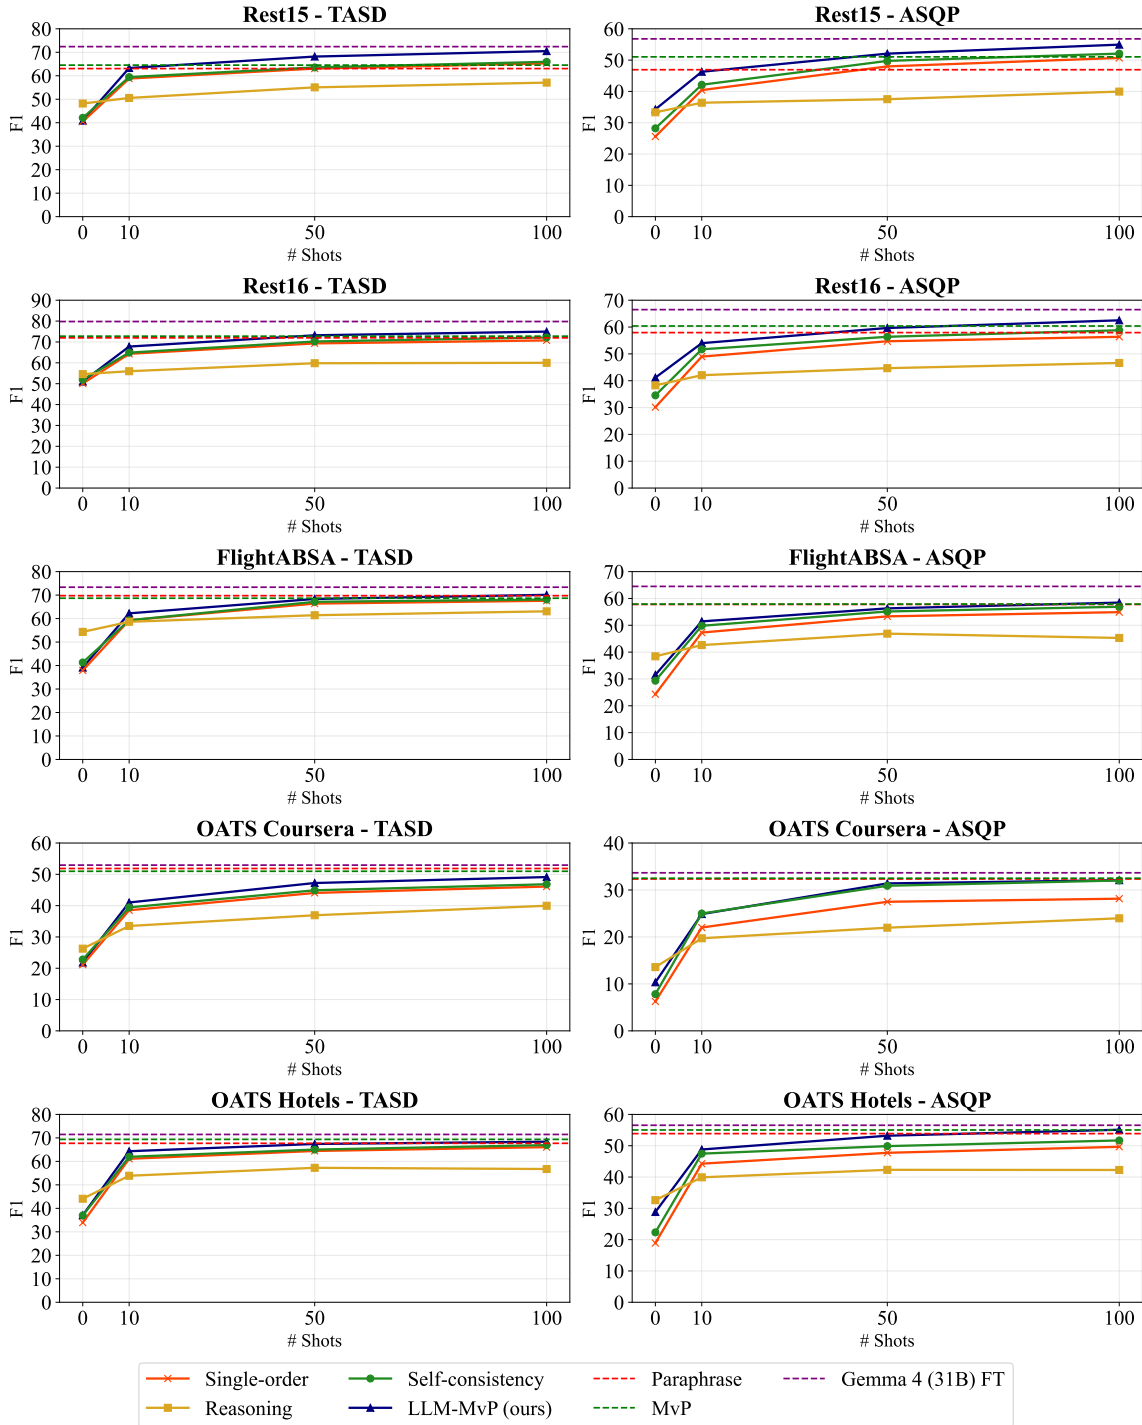 Rest15 - TASD
Rest15 - ASQP
80
70
60
50
40
30
20
10
0
F1
0 10 50 100
# Shots
60
50
40
30
20
10
0
F1
0 10 50 100
# Shots
Rest16 - TASD
Rest16 - ASQP
90
80
70
60
50
40
30
20
10
0
F1
0 10 50 100
# Shots
70
60
50
40
30
20
10
0
F1
0 10 50 100
# Shots
FlightABSA - TASD
FlightABSA - ASQP
80
70
60
50
40
30
20
10
0
F1
0 10 50 100
# Shots
70
60
50
40
30
20
10
0
F1
0 10 50 100
# Shots
OATS Coursera - TASD
OATS Coursera - ASQP
60
50
40
30
20
10
0
F1
0 10 50 100
# Shots
40
30
20
10
0
F1
0 10 50 100
# Shots
OATS Hotels - TASD
OATS Hotels - ASQP
80
70
60
50
40
30
20
10
0
F1
0 10 50 100
# Shots
60
50
40
30
20
10
0
F1
0 10 50 100
# Shots
Single-order Self-consistency Paraphrase Gemma 4 (31B) FT
Reasoning LLM-MvP (ours) MvP